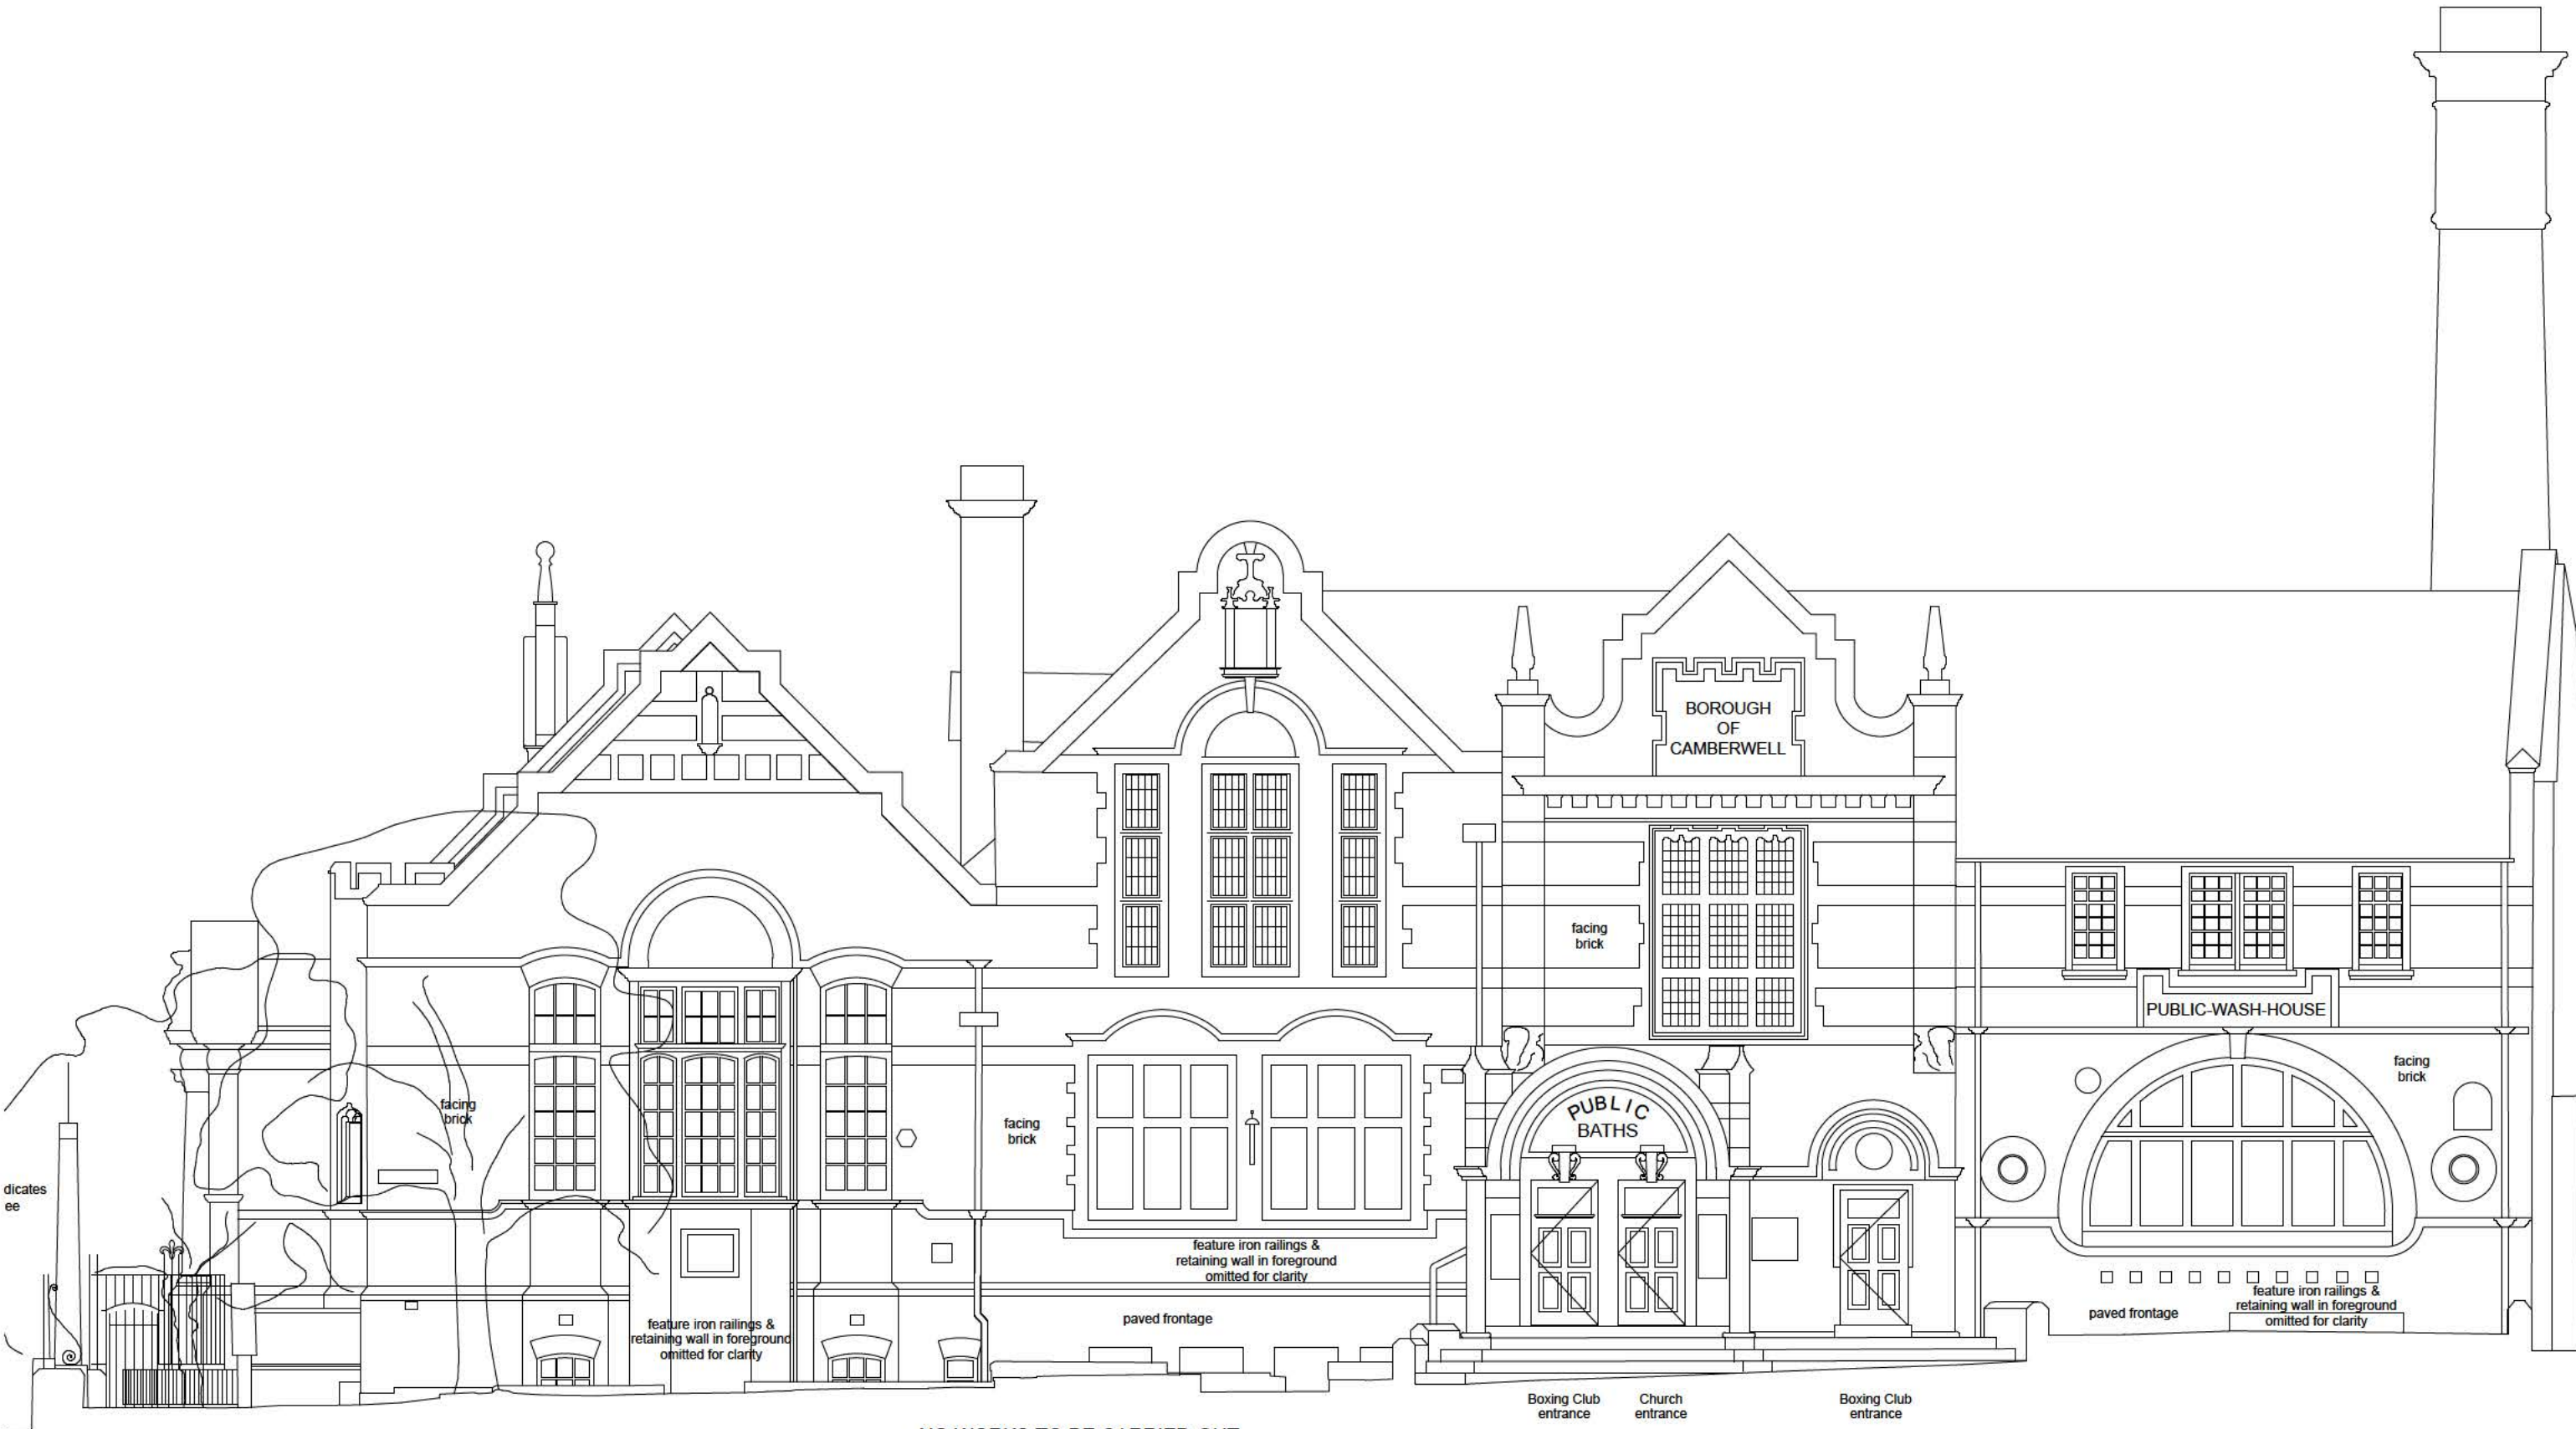 BOROUGH
OF
CAMBERWELL
facing
brick
PUBLIC-WASH-HOUSE
facing
brick
facing
brick
facing
brick
PUBLIC
BATHS
dicates
ee
feature iron railings &
retaining wall in foreground
omitted for clarity
feature iron railings &
retaining wall in foreground
omitted for clarity
paved frontage
paved frontage
feature iron railings &
retaining wall in foreground
omitted for clarity
Boxing Club
entrance
Church
entrance
Boxing Club
entrance